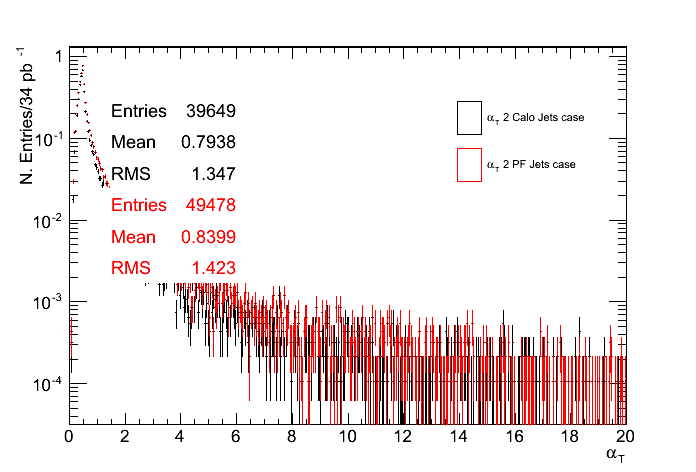 N. Entries/34 pb⁻¹
1
10⁻¹
10⁻²
10⁻³
10⁻⁴
Entries 39649
Mean 0.7938
RMS 1.347
Entries 49478
Mean 0.8399
RMS 1.423
α_T 2 Calo Jets case
α_T 2 PF Jets case
0 2 4 6 8 10 12 14 16 18 20
α_T